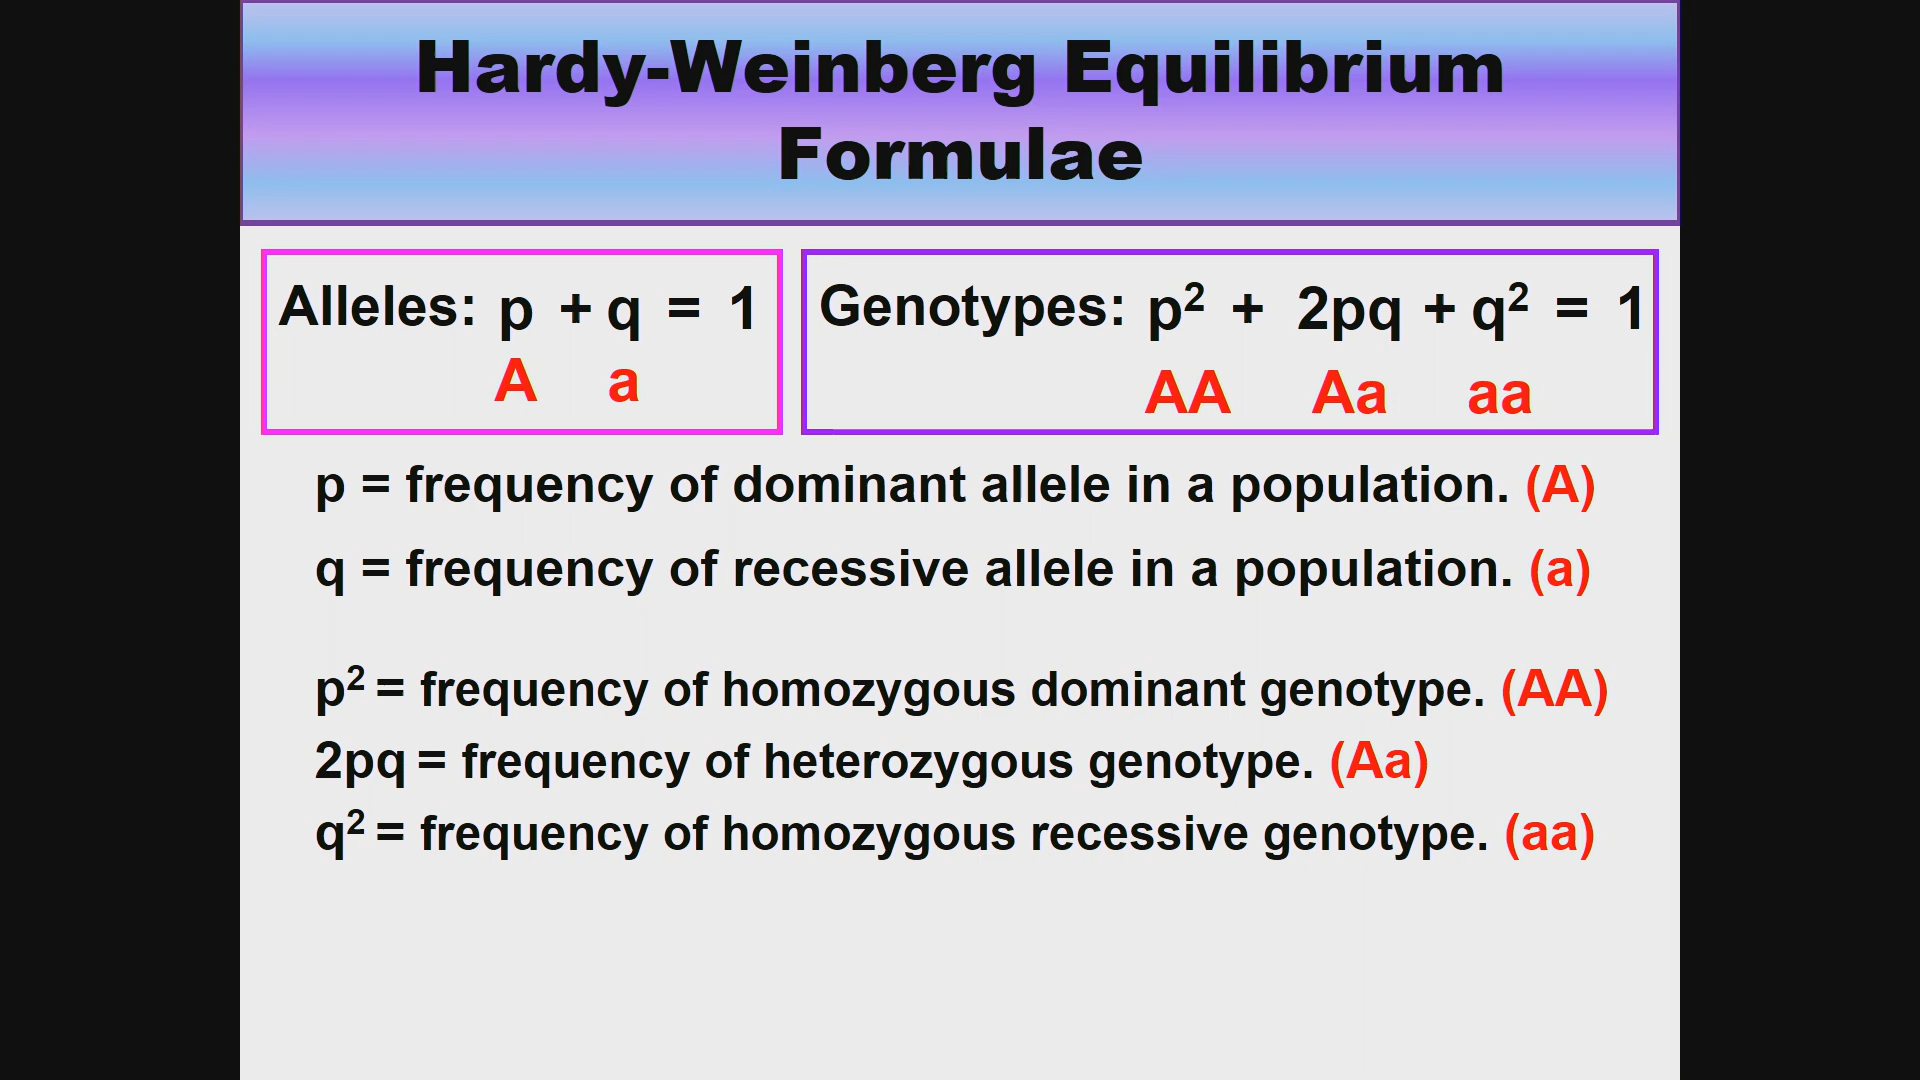 Hardy-Weinberg Equilibrium
Formulae
Alleles: p + q = 1
A a
Genotypes: p² + 2pq + q² = 1
AA Aa aa
p = frequency of dominant allele in a population. (A)
q = frequency of recessive allele in a population. (a)
p² = frequency of homozygous dominant genotype. (AA)
2pq = frequency of heterozygous genotype. (Aa)
q² = frequency of homozygous recessive genotype. (aa)